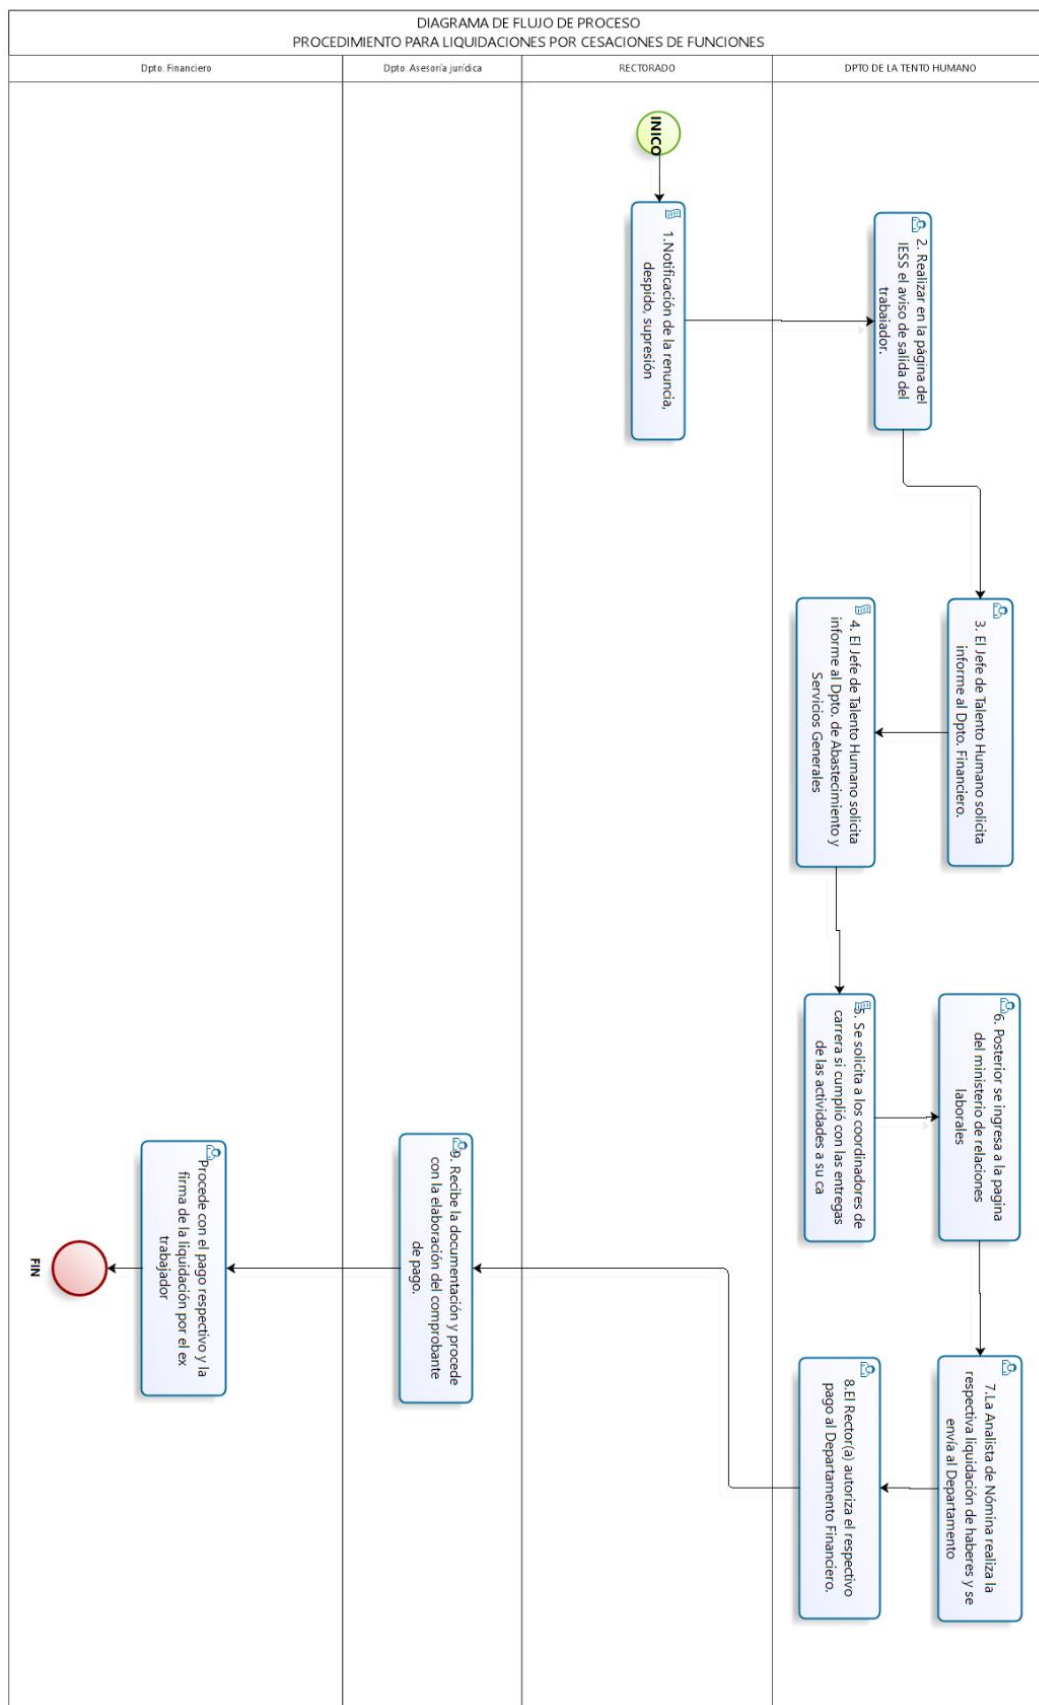 DIAGRAMA DE FLUJO DE PROCESO
PROCEDIMIENTO PARA LIQUIDACIONES POR CESACIONES DE FUNCIONES
Dpto. Financiero
Dpto. Asesoría jurídica
RECTORADO
DPTO DE LA TENTO HUMANO
INICO
1.Notificación de la renuncia,
despido, supresión
2. Realizar en la página del
IESS el aviso de salida del
trabajador.
3. El Jefe de Talento Humano solicita
informe al Dpto. Financiero.
4. El Jefe de Talento Humano solicita
informe al Dpto. de Abastecimiento y
Servicios Generales
5. Se solicita a los coordinadores de
carrera si cumplió con las entregas
de las actividades a su ca
6. Posterior se ingresa a la pagina
del ministerio de relaciones
laborales
7.La Analista de Nómina realiza la
respectiva liquidación de haberes y se
envía al Departamento
8.El Rector(a) autoriza el respectivo
pago al Departamento Financiero.
9. Recibe la documentación y procede
con la elaboración del comprobante
de pago.
Procede con el pago respectivo y la
firma de la liquidación por el ex
trabajador
FIN